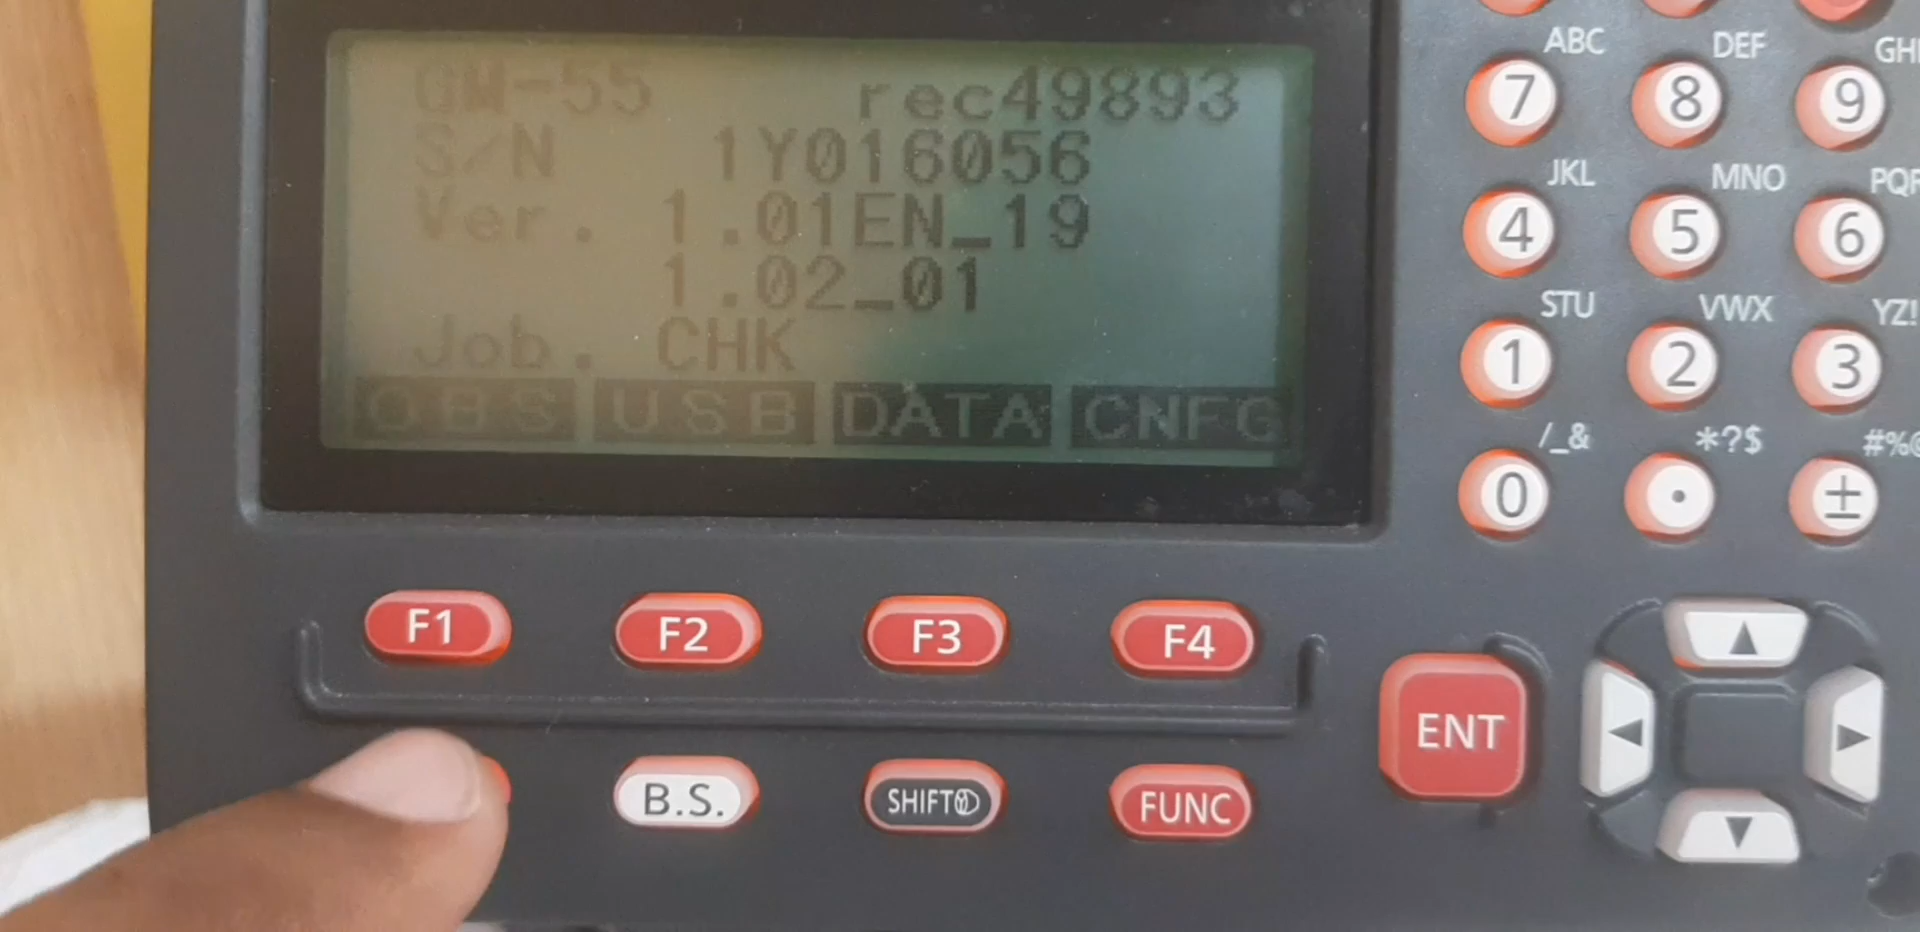 GM-55 rec49893
S/N 1Y016056
Ver. 1.01EN_19
1.02_01
Job. CHK
OBS USB DATA CNFG
ABC DEF GHI
7 8 9
JKL MNO PQR
4 5 6
STU VWX YZ!
1 2 3
/_& *?$ #%@
0 . ±
F1 F2 F3 F4
ENT
B.S. SHIFT FUNC